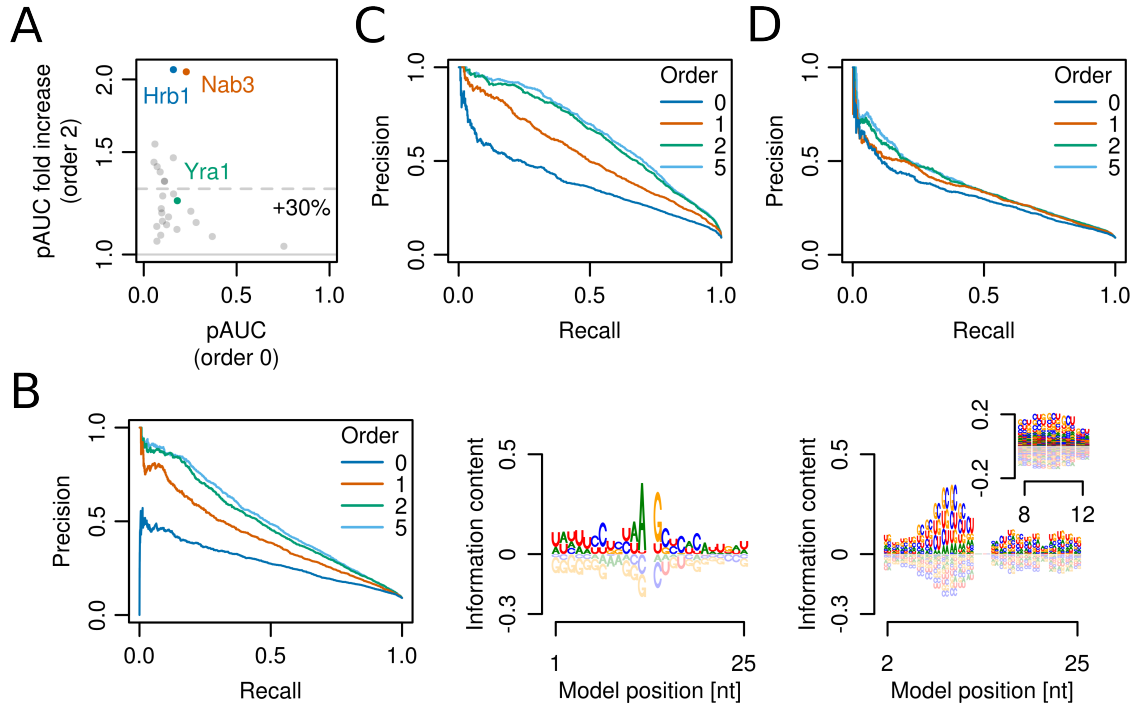 A
pAUC fold increase
(order 2)
2.0
1.5
1.0
Hrb1
Nab3
Yra1
+30%
0.0 0.5 1.0
pAUC
(order 0)
C
Precision
1.0
0.5
0.0
Order
0
1
2
5
0.0 0.5 1.0
Recall
D
Precision
1.0
0.5
0.0
Order
0
1
2
5
0.0 0.5 1.0
Recall
B
Precision
1.0
0.5
0.0
Order
0
1
2
5
0.0 0.5 1.0
Recall
Information content
0.5
0
-0.3
1 25
Model position [nt]
Information content
0.5
0
-0.3
2 25
Model position [nt]
0.2
-0.2
8 12